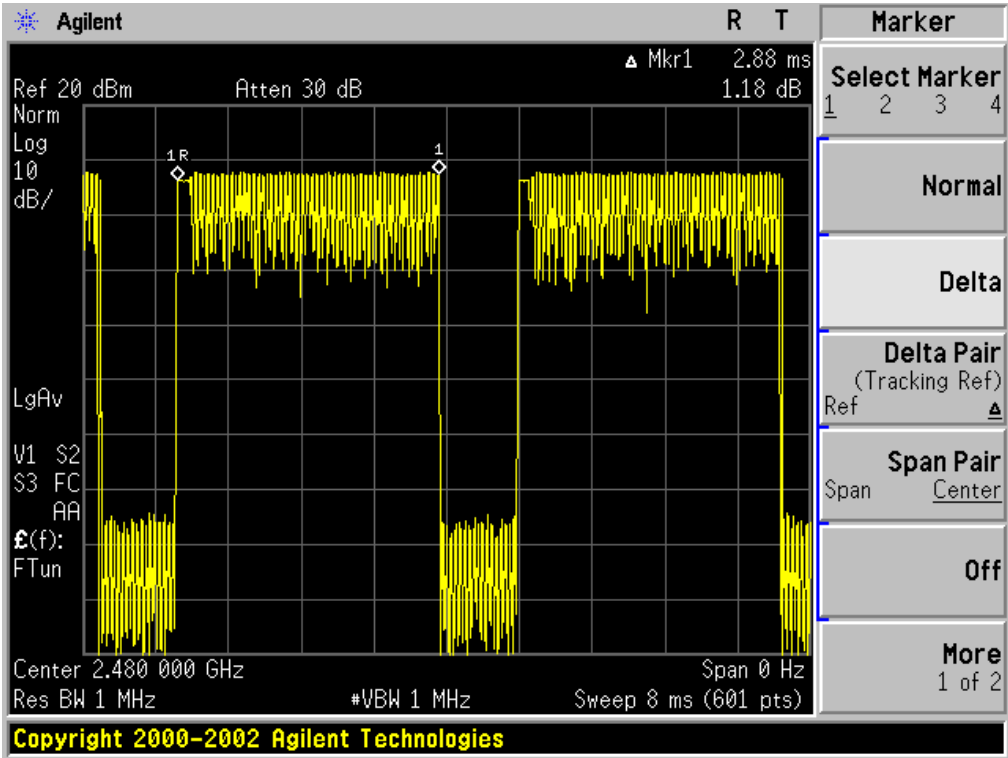 Agilent R T
Δ Mkr1 2.88 ms
Ref 20 dBm Atten 30 dB 1.18 dB
Norm
Log
10
dB/
1R
1
LgAv
V1 S2
S3 FC
AA
£(f):
FTun
Center 2.480 000 GHz Span 0 Hz
Res BW 1 MHz #VBW 1 MHz Sweep 8 ms (601 pts)
Copyright 2000-2002 Agilent Technologies
Marker
Select Marker
1 2 3 4
Normal
Delta
Delta Pair
(Tracking Ref)
Ref Δ
Span Pair
Span Center
Off
More
1 of 2